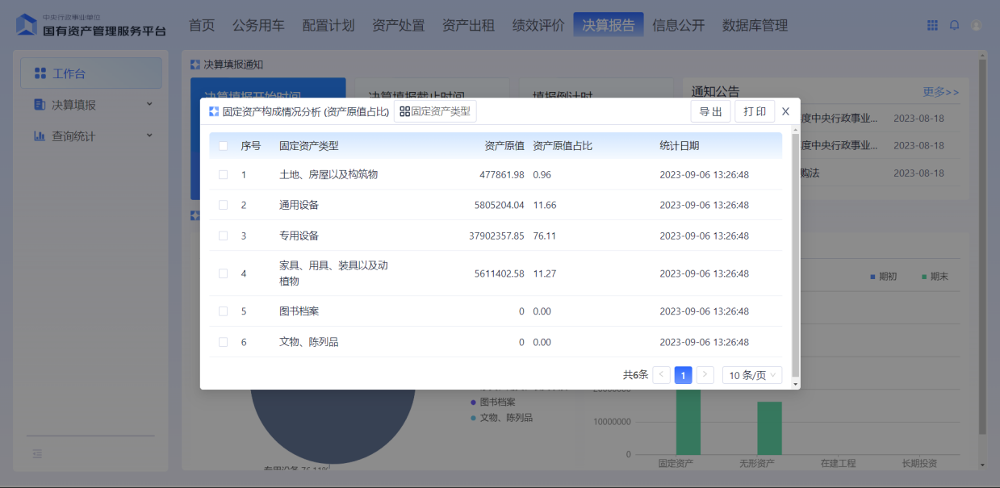 中央行政事业单位
国有资产管理服务平台
首页 公务用车 配置计划 资产处置 资产出租 绩效评价 决算报告 信息公开 数据库管理
工作台
决算填报
查询统计
决算填报通知
决算填报开始时间 决算填报截止时间 填报倒计时
通知公告 更多>>
度中央行政事业... 2023-08-18
度中央行政事业... 2023-08-18
购法 2023-08-18
固定资产构成情况分析 (资产原值占比) 固定资产类型 导出 打印 X
序号 固定资产类型 资产原值 资产原值占比 统计日期
1 土地、房屋以及构筑物 477861.98 0.96 2023-09-06 13:26:48
2 通用设备 5805204.04 11.66 2023-09-06 13:26:48
3 专用设备 37902357.85 76.11 2023-09-06 13:26:48
4 家具、用具、装具以及动植物 5611402.58 11.27 2023-09-06 13:26:48
5 图书档案 0 0.00 2023-09-06 13:26:48
6 文物、陈列品 0 0.00 2023-09-06 13:26:48
共6条 < 1 > 10 条/页
期初 期末
图书档案
文物、陈列品
专用设备 76.11%
20000000
10000000
0
固定资产 无形资产 在建工程 长期投资